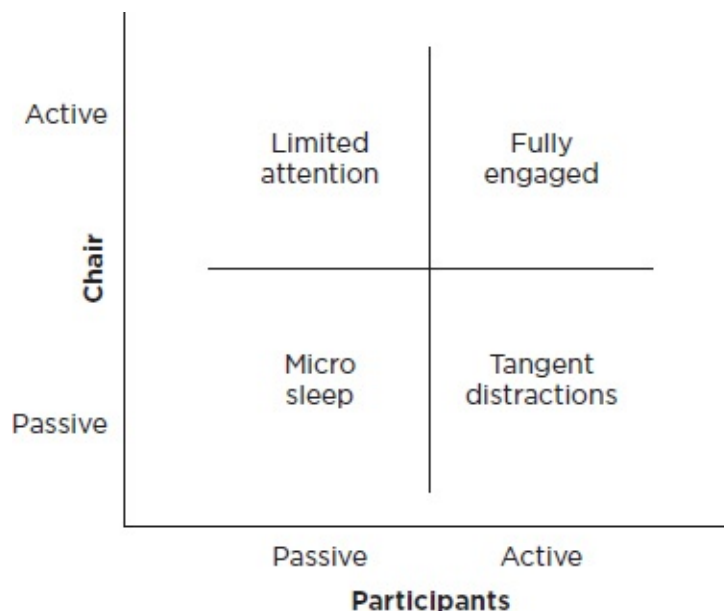 Active
Limited
attention
Fully
engaged
Chair
Micro
sleep
Tangent
distractions
Passive
Passive
Active
Participants